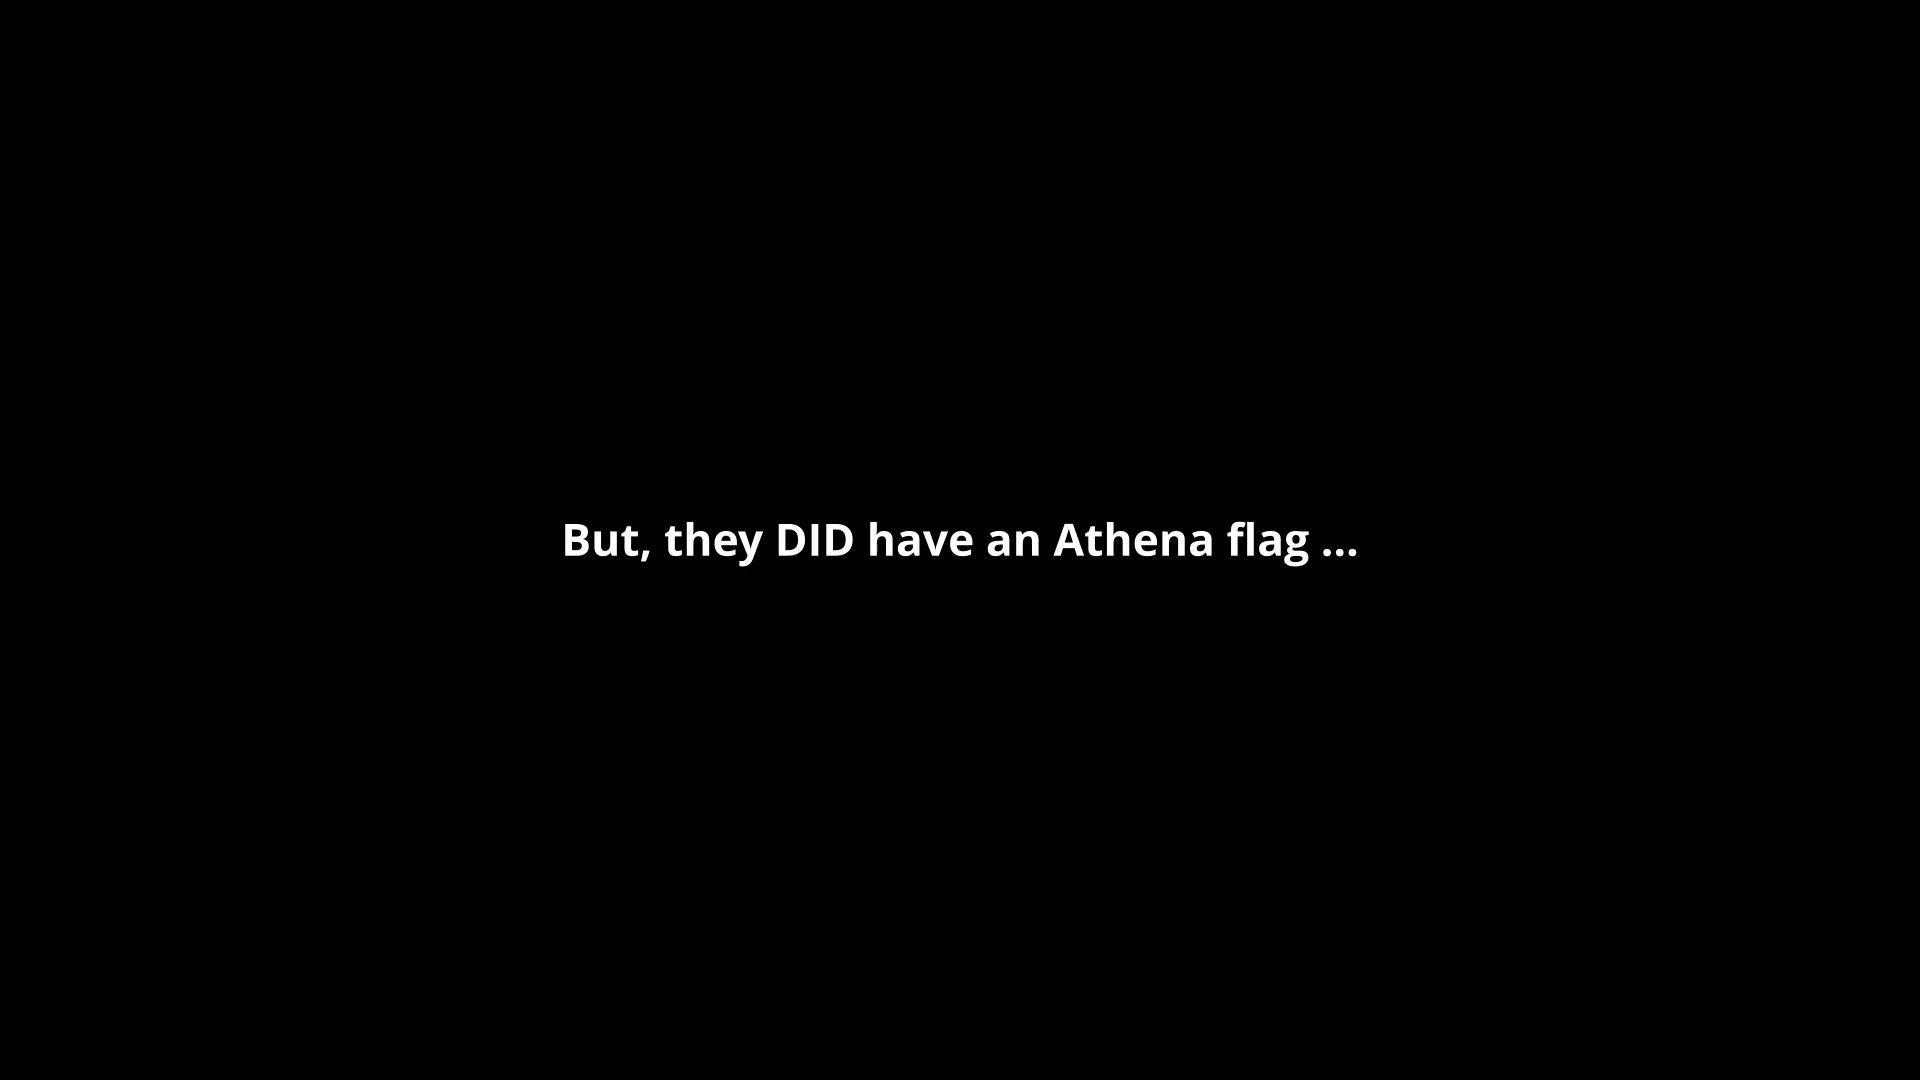 But, they DID have an Athena flag ...